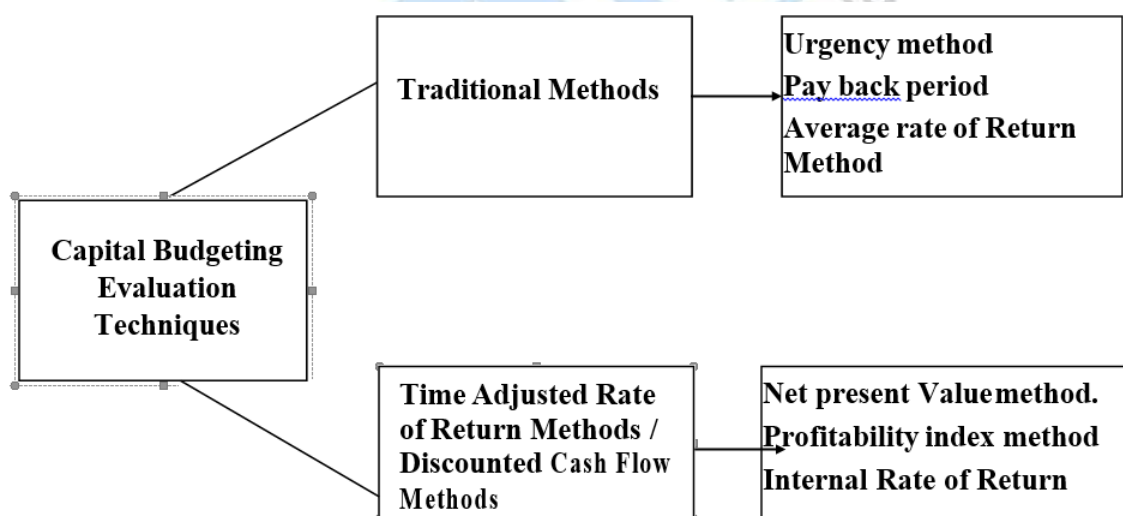 Traditional Methods
Urgency method
Pay back period
Average rate of Return
Method
Capital Budgeting
Evaluation
Techniques
Time Adjusted Rate
of Return Methods /
Discounted Cash Flow
Methods
Net present Valuemethod.
Profitability index method
Internal Rate of Return